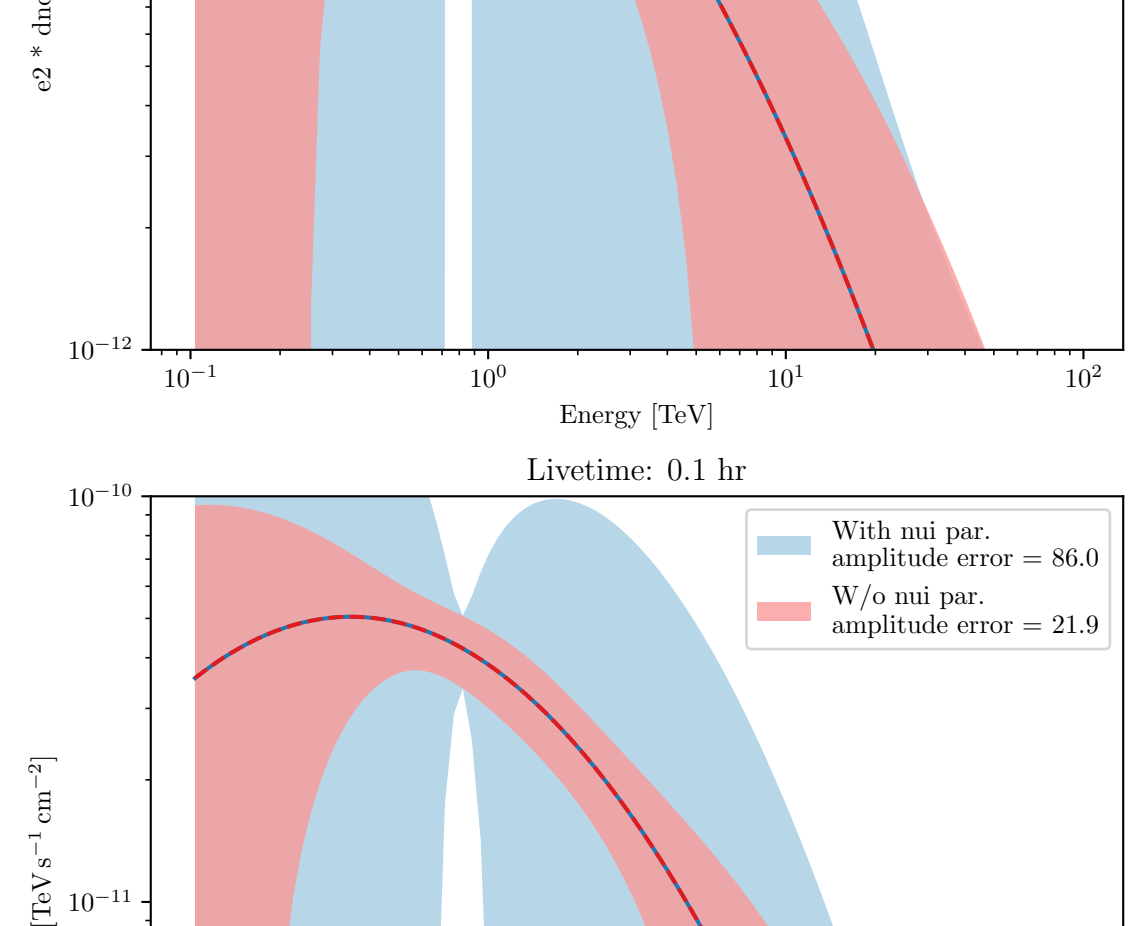 e2 * dnd
10^{-12}
10^{-1} 10^{0} 10^{1} 10^{2}
Energy [TeV]
Livetime: 0.1 hr
10^{-10}
With nui par.
amplitude error = 86.0
W/o nui par.
amplitude error = 21.9
[TeV s^{-1} cm^{-2}]
10^{-11}